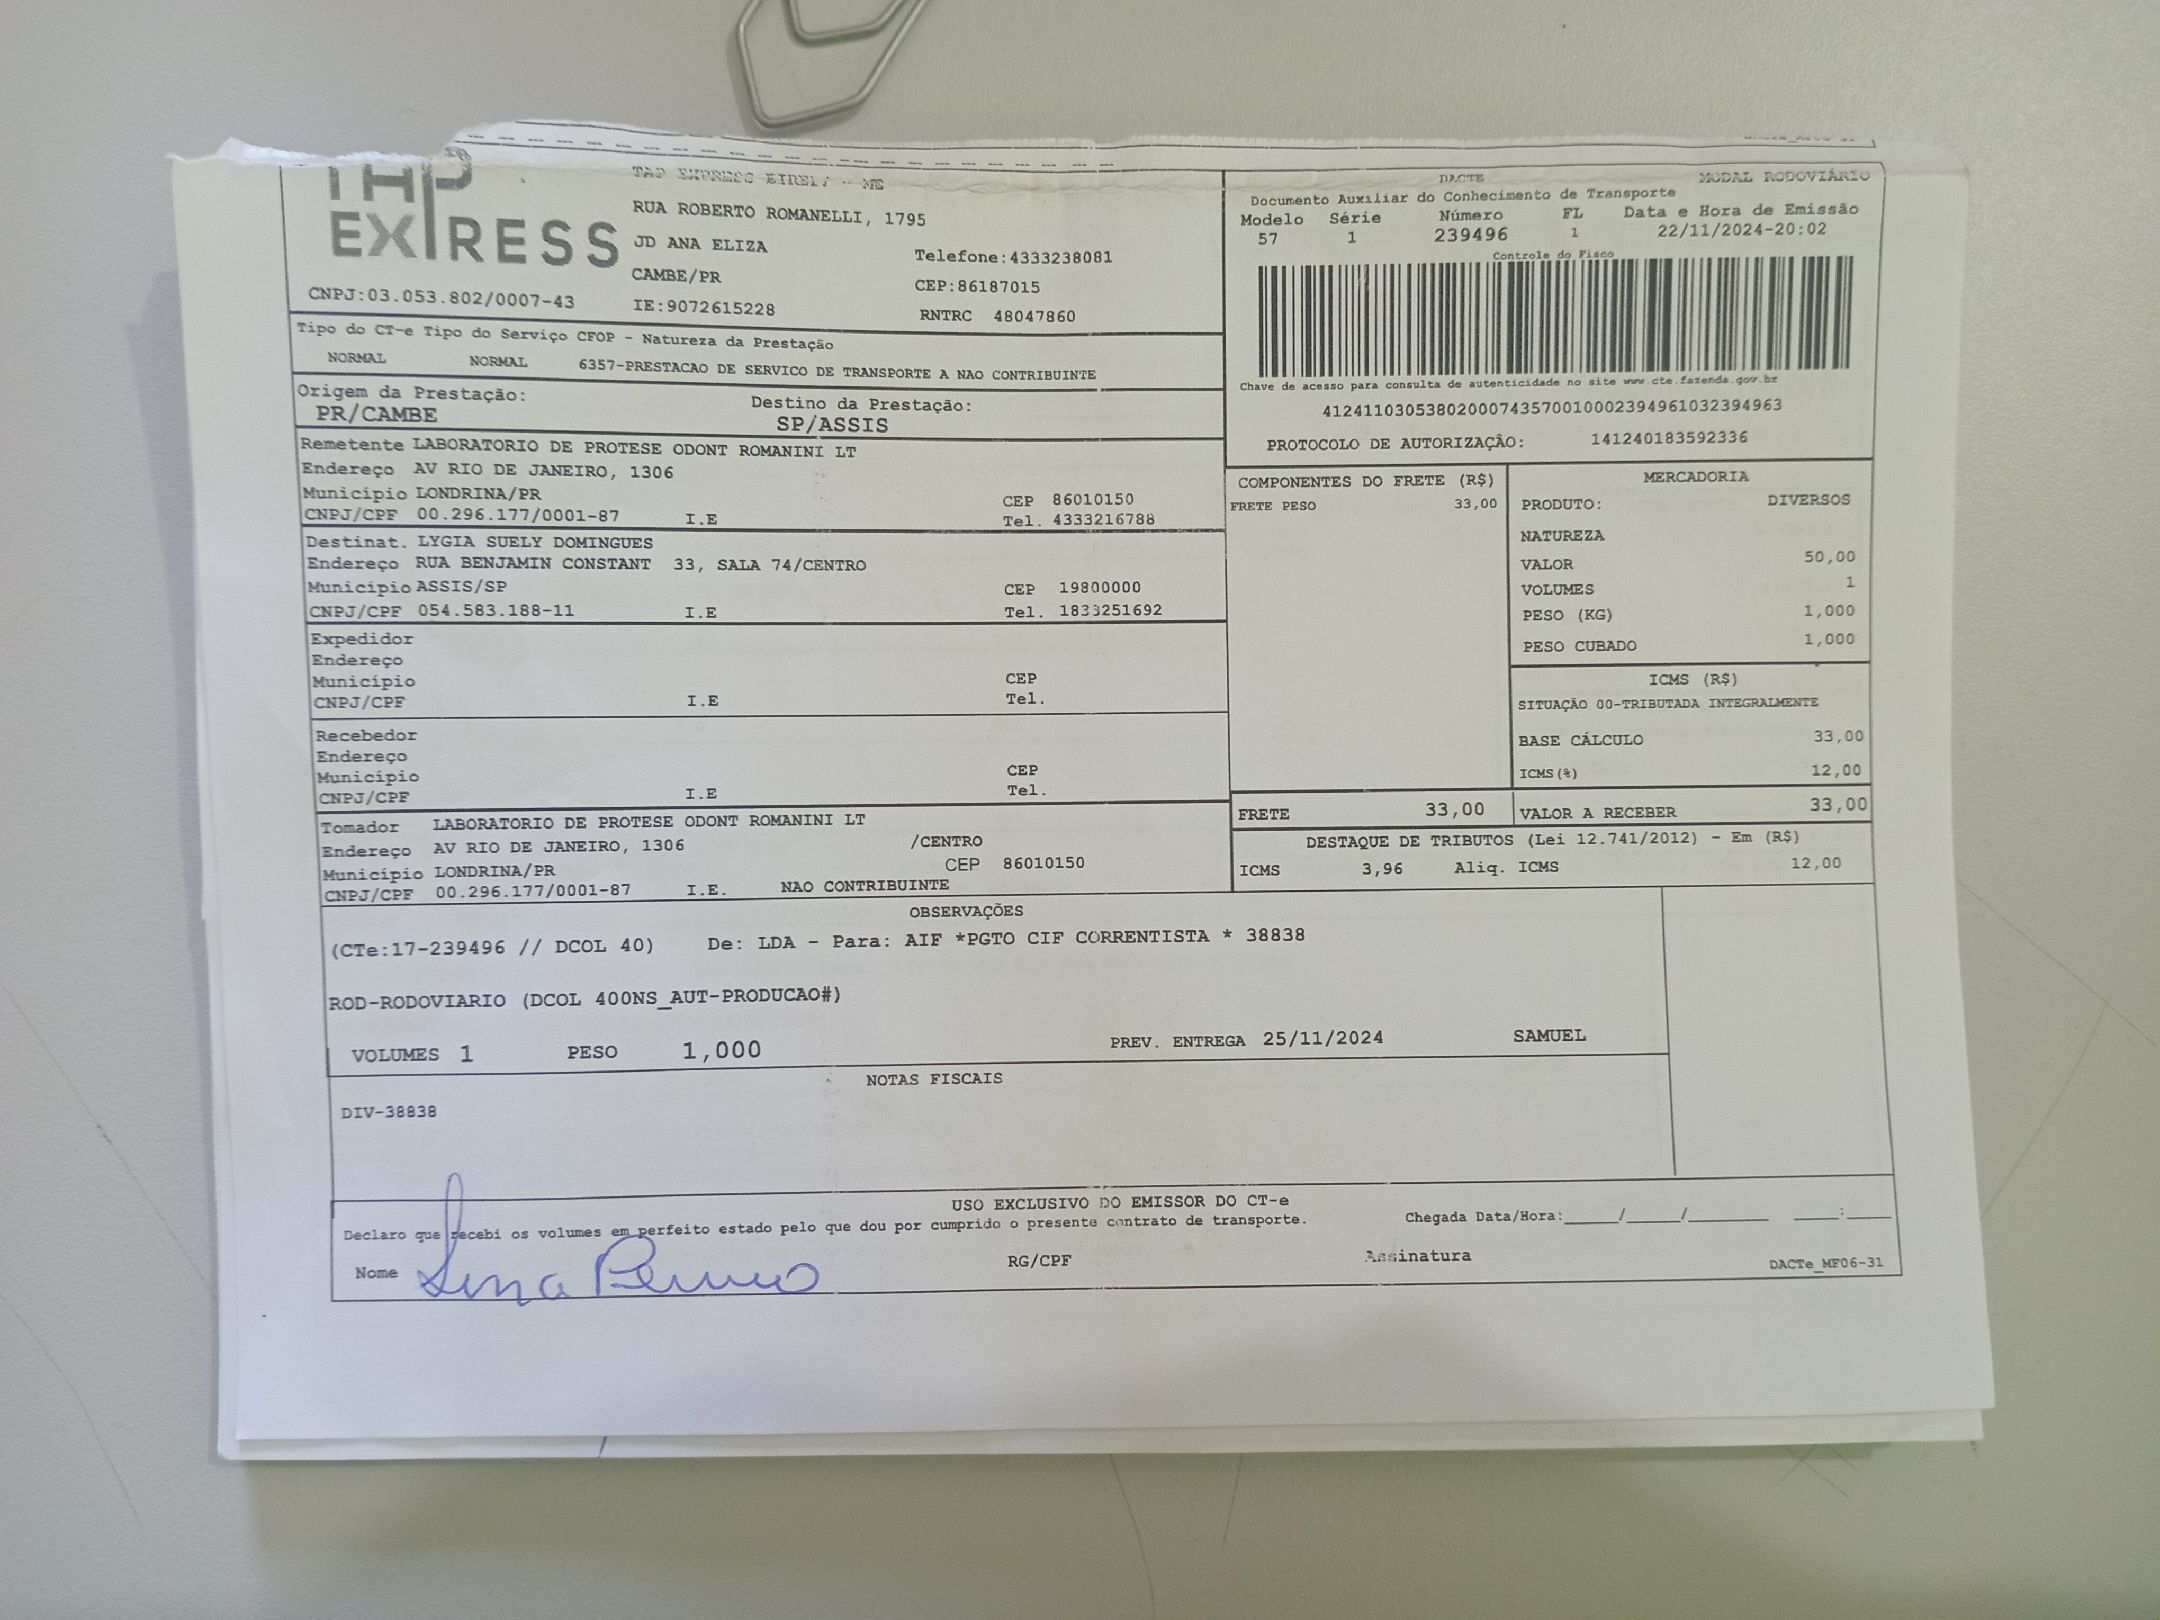 TAP
EXPRESS
TAP EXPRESS EIRELI - ME
RUA ROBERTO ROMANELLI, 1795
JD ANA ELIZA
Telefone:4333238081
CAMBE/PR
CEP:86187015
CNPJ:03.053.802/0007-43
IE:9072615228
RNTRC 48047860
DACTE
MODAL RODOVIÁRIO
Documento Auxiliar do Conhecimento de Transporte
Modelo Série Número FL Data e Hora de Emissão
57 1 239496 1 22/11/2024-20:02
Controle do Fisco
Chave de acesso para consulta de autenticidade no site www.cte.fazenda.gov.br
41241103053802000743570010002394961032394963
PROTOCOLO DE AUTORIZAÇÂO: 141240183592336
Tipo do CT-e Tipo do Serviço CFOP - Natureza da Prestação
NORMAL NORMAL 6357-PRESTACAO DE SERVICO DE TRANSPORTE A NAO CONTRIBUINTE
Origem da Prestação: Destino da Prestação:
PR/CAMBE SP/ASSIS
Remetente LABORATORIO DE PROTESE ODONT ROMANINI LT
Endereço AV RIO DE JANEIRO, 1306
Município LONDRINA/PR CEP 86010150
CNPJ/CPF 00.296.177/0001-87 I.E Tel. 4333216788
Destinat. LYGIA SUELY DOMINGUES
Endereço RUA BENJAMIN CONSTANT 33, SALA 74/CENTRO
Município ASSIS/SP CEP 19800000
CNPJ/CPF 054.583.188-11 I.E Tel. 1833251692
Expedidor
Endereço
Município CEP
CNPJ/CPF I.E Tel.
Recebedor
Endereço
Município CEP
CNPJ/CPF I.E Tel.
Tomador LABORATORIO DE PROTESE ODONT ROMANINI LT
Endereço AV RIO DE JANEIRO, 1306 /CENTRO
Município LONDRINA/PR CEP 86010150
CNPJ/CPF 00.296.177/0001-87 I.E. NAO CONTRIBUINTE
COMPONENTES DO FRETE (R$)
FRETE PESO 33,00
MERCADORIA
PRODUTO: DIVERSOS
NATUREZA
VALOR 50,00
VOLUMES 1
PESO (KG) 1,000
PESO CUBADO 1,000
ICMS (R$)
SITUAÇÃO 00-TRIBUTADA INTEGRALMENTE
BASE CÁLCULO 33,00
ICMS(%) 12,00
FRETE 33,00 VALOR A RECEBER 33,00
DESTAQUE DE TRIBUTOS (Lei 12.741/2012) - Em (R$)
ICMS 3,96 Aliq. ICMS 12,00
OBSERVAÇÕES
(CTe:17-239496 // DCOL 40) De: LDA - Para: AIF *PGTO CIF CORRENTISTA * 38838
ROD-RODOVIARIO (DCOL 400NS_AUT-PRODUCAO#)
VOLUMES 1 PESO 1,000 PREV. ENTREGA 25/11/2024 SAMUEL
NOTAS FISCAIS
DIV-38838
USO EXCLUSIVO DO EMISSOR DO CT-e
Declaro que recebi os volumes em perfeito estado pelo que dou por cumprido o presente contrato de transporte. Chegada Data/Hora:_____/_____/_______ ____:____
Nome RG/CPF Assinatura DACTe_MF06-31